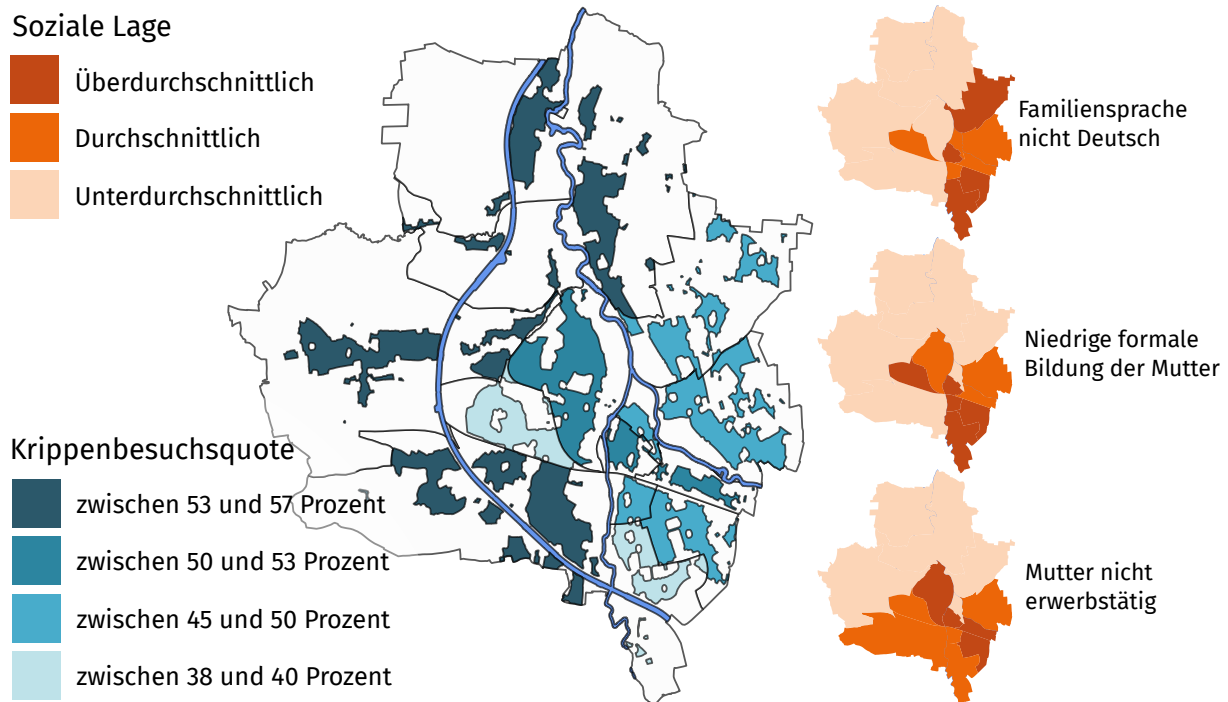 Soziale Lage
Überdurchschnittlich
Durchschnittlich
Unterdurchschnittlich
Krippenbesuchsquote
zwischen 53 und 57 Prozent
zwischen 50 und 53 Prozent
zwischen 45 und 50 Prozent
zwischen 38 und 40 Prozent
Familiensprache
nicht Deutsch
Niedrige formale
Bildung der Mutter
Mutter nicht
erwerbstätig